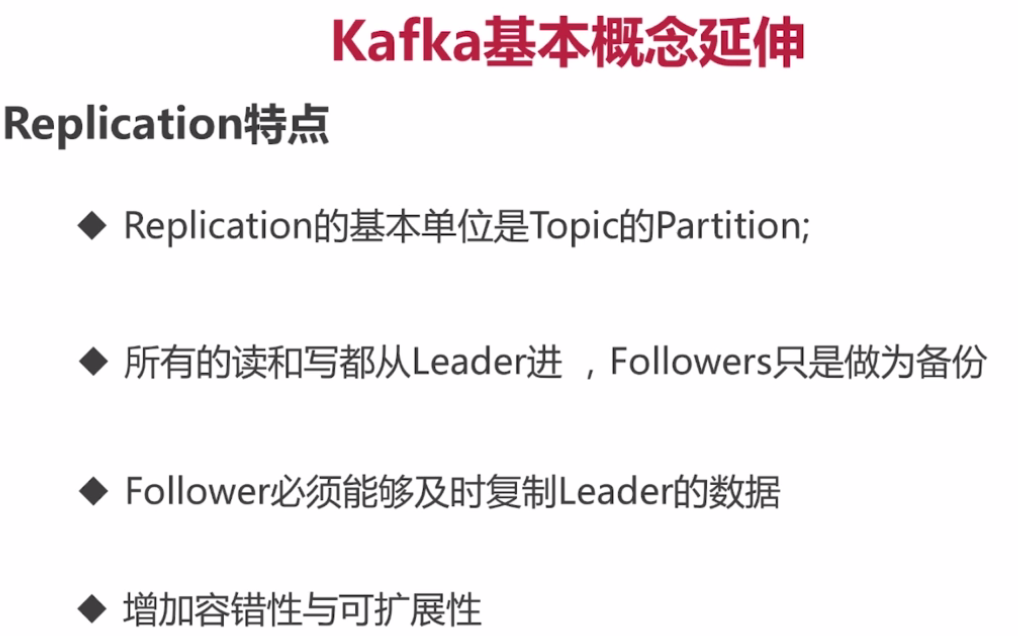 Kafka基本概念延伸
Replication特点
◆ Replication的基本单位是Topic的Partition;
◆ 所有的读和写都从Leader进 ，Followers只是做为备份
◆ Follower必须能够及时复制Leader的数据
◆ 增加容错性与可扩展性